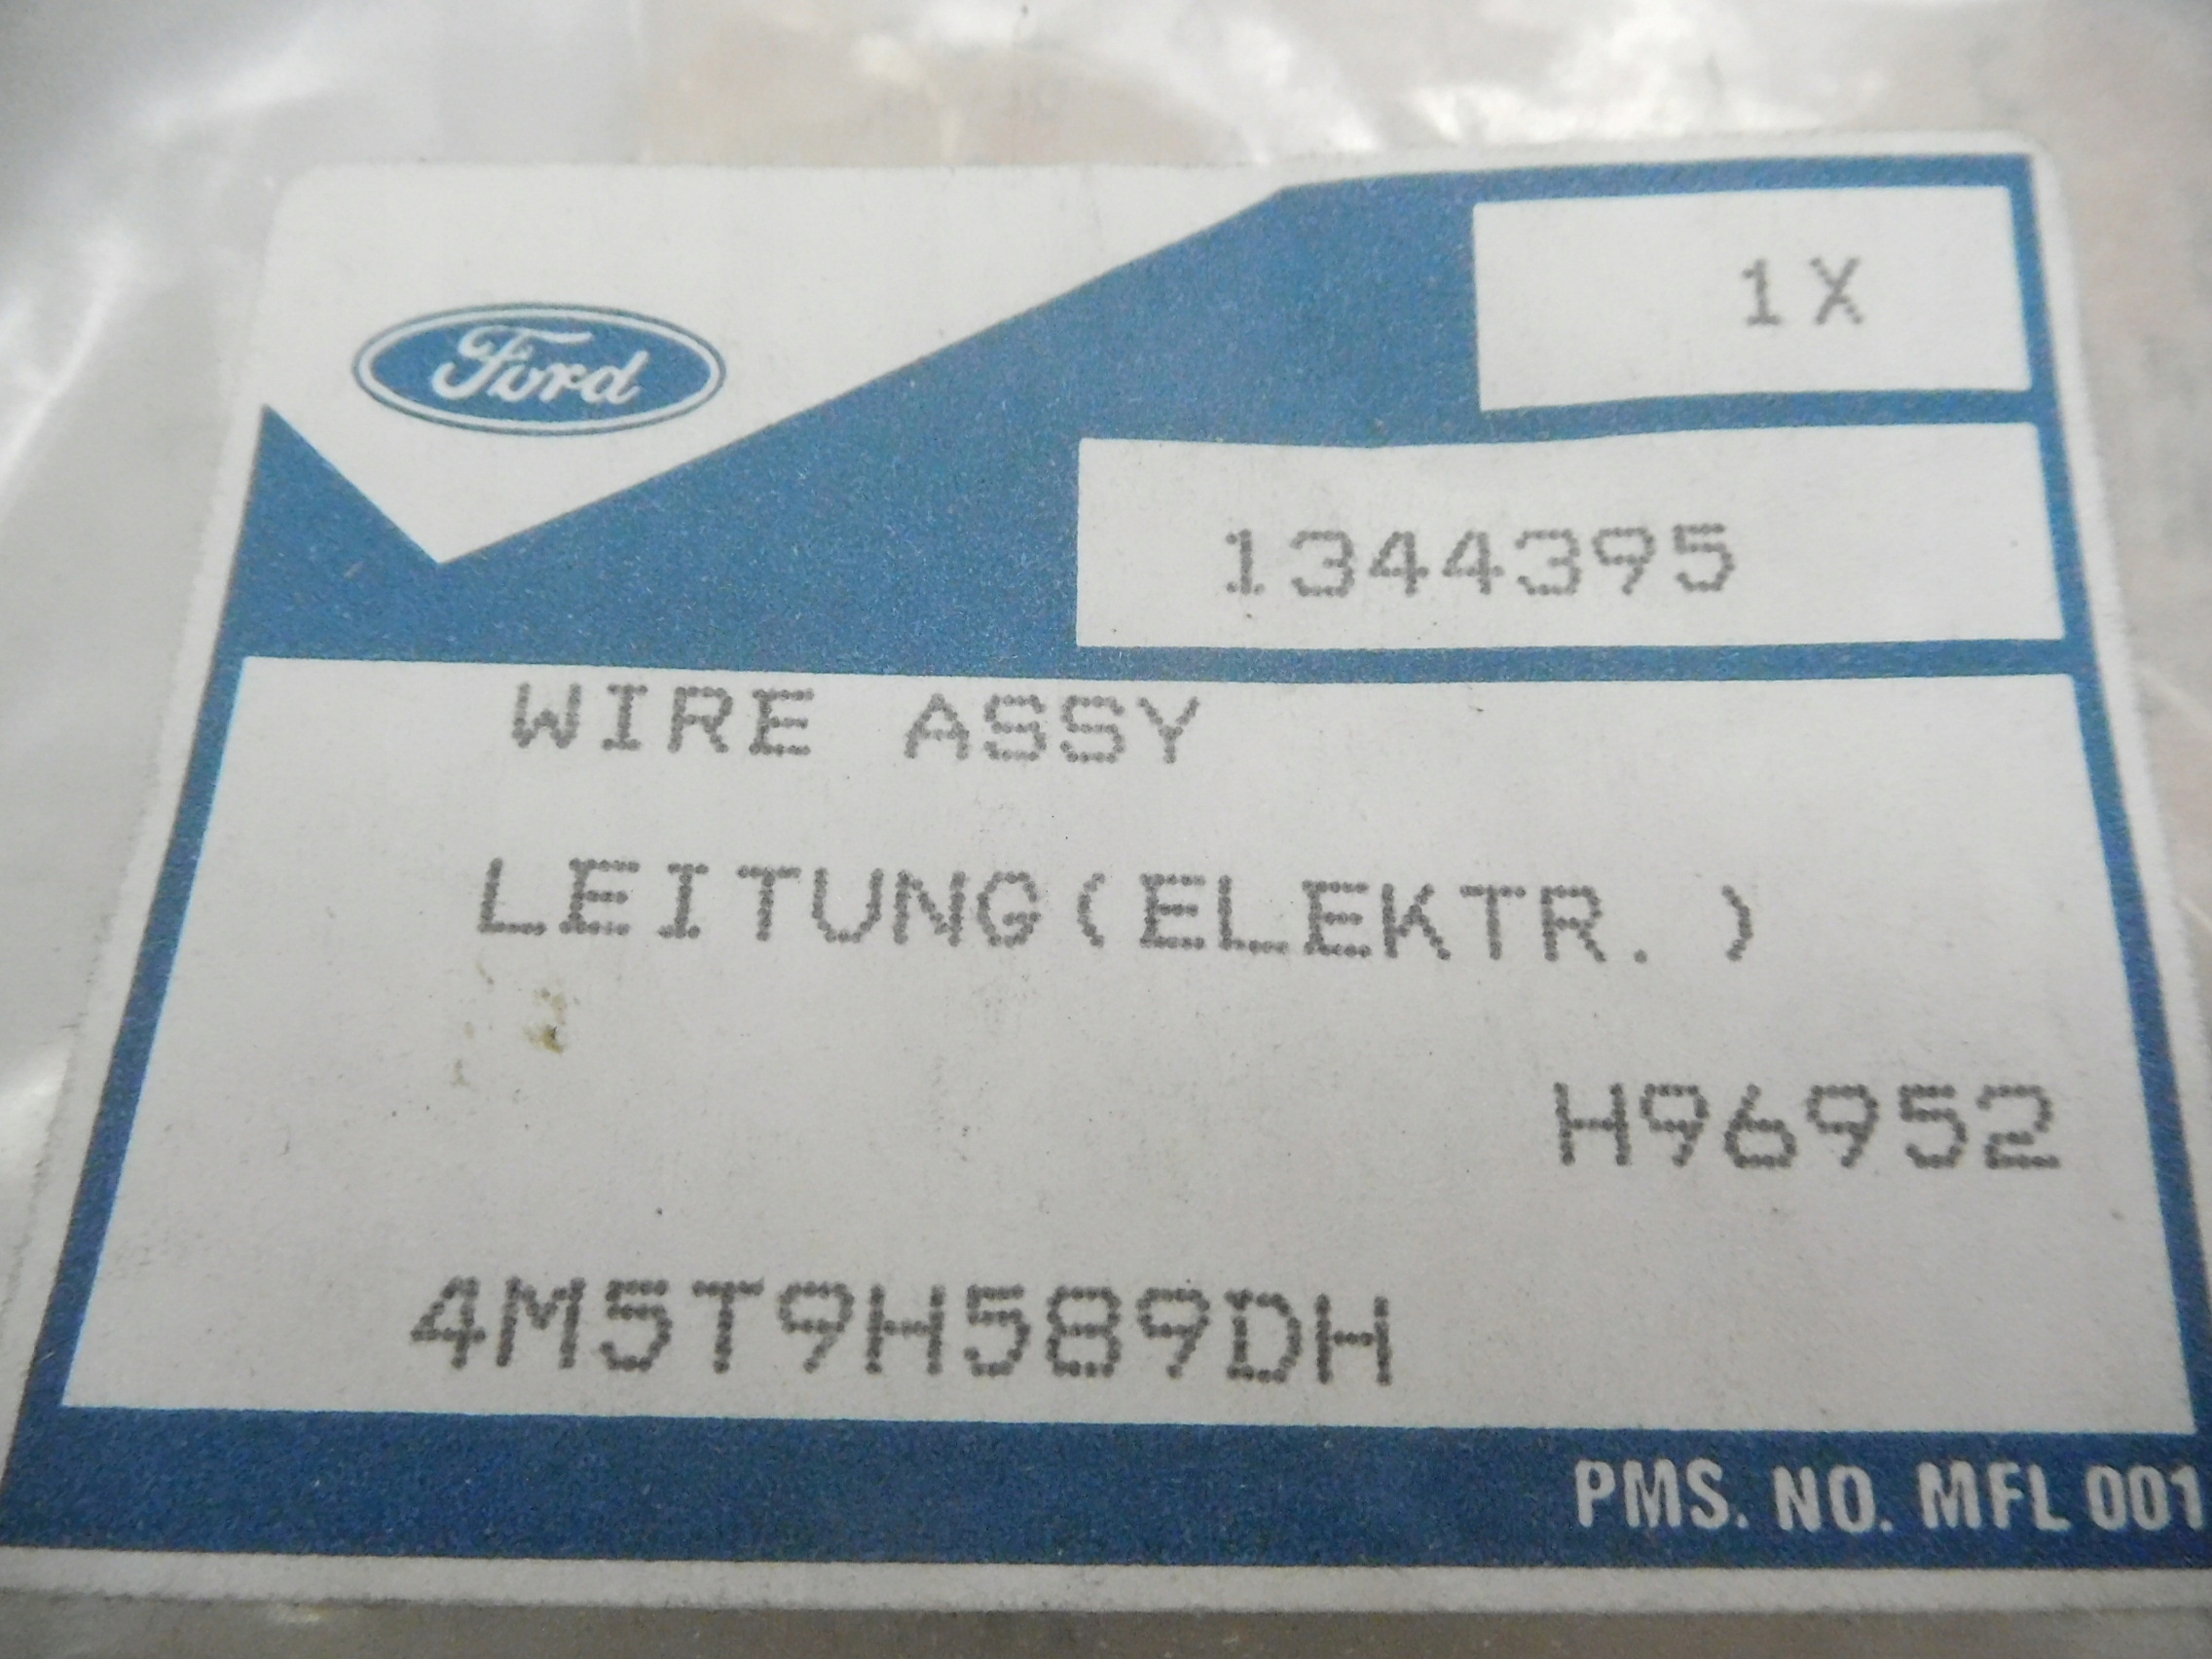 Ford
1X
1344395
WIRE ASSY
LEITUNG(ELEKTR. )
H96952
4M5T9H589DH
PMS. NO. MFL 001